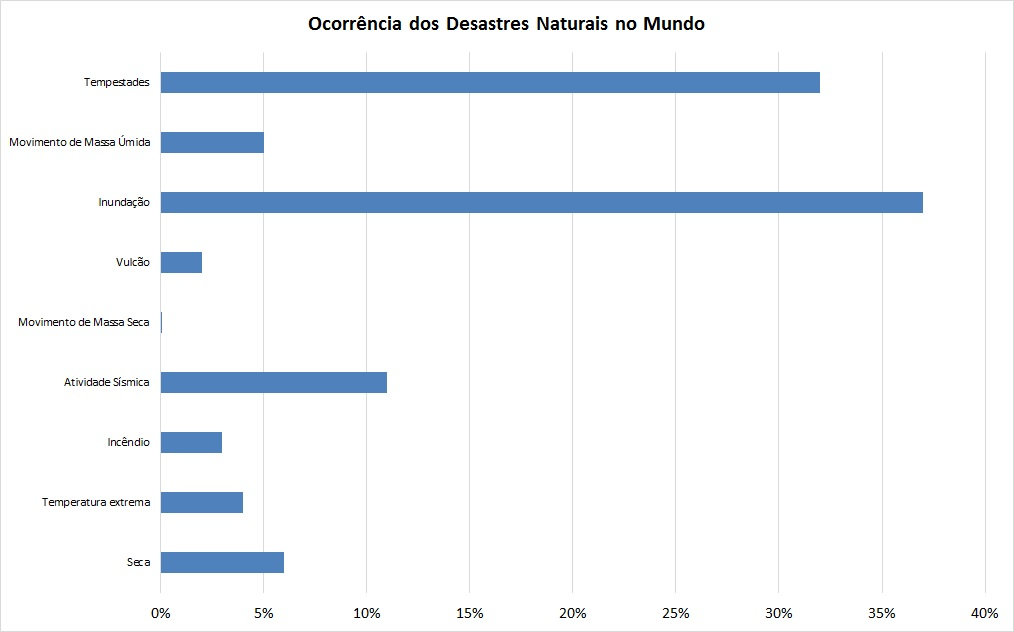 Ocorrência dos Desastres Naturais no Mundo
Tempestades
Movimento de Massa Úmida
Inundação
Vulcão
Movimento de Massa Seca
Atividade Sísmica
Incêndio
Temperatura extrema
Seca
0% 5% 10% 15% 20% 25% 30% 35% 40%